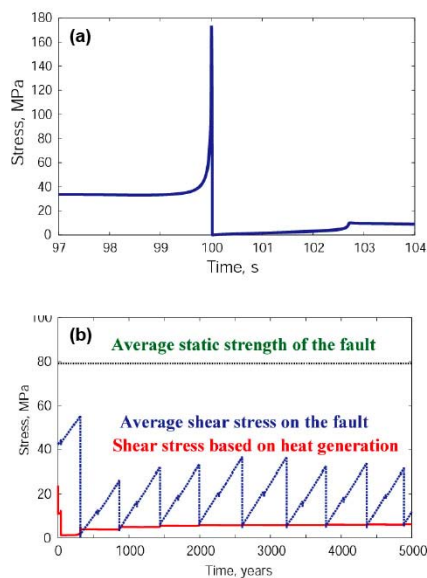 (a)
180
160
140
120
100
80
60
40
20
0
Stress, MPa
97 98 99 100 101 102 103 104
Time, s
(b)
100
80
60
40
20
0
Stress, MPa
Average static strength of the fault
Average shear stress on the fault
Shear stress based on heat generation
0 1000 2000 3000 4000 5000
Time, years